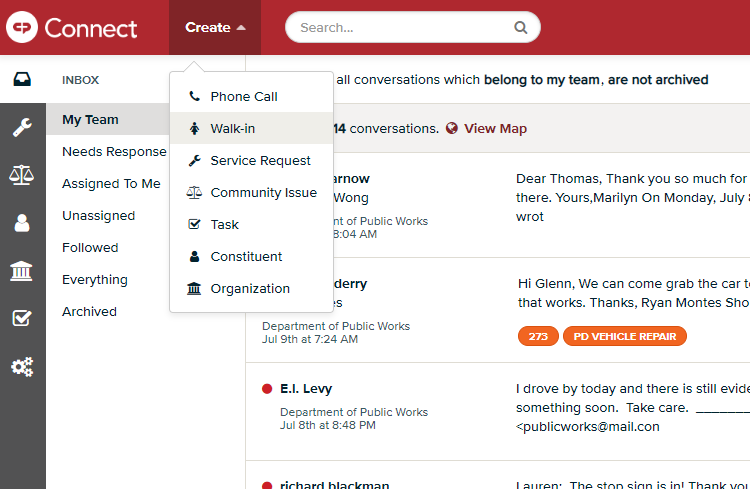 Connect
Create
Search...
INBOX
My Team
Needs Response
Assigned To Me
Unassigned
Followed
Everything
Archived
Phone Call
Walk-in
Service Request
Community Issue
Task
Constituent
Organization
all conversations which belong to my team, are not archived
14 conversations. View Map
Wong
of Public Works
8:04 AM
Dear Thomas, Thank you so much for
there. Yours,Marilyn On Monday, July
wrot
Department of Public Works
Jul 9th at 7:24 AM
Hi Glenn, We can come grab the car
that works. Thanks, Ryan Montes
273 PD VEHICLE REPAIR
E.l. Levy
Department of Public Works
Jul 8th at 8:48 PM
I drove by today and there is still
something soon. Take care. ________
<publicworks@mail.con
richard blackman
Lauren: The stop sign is in! Thank you